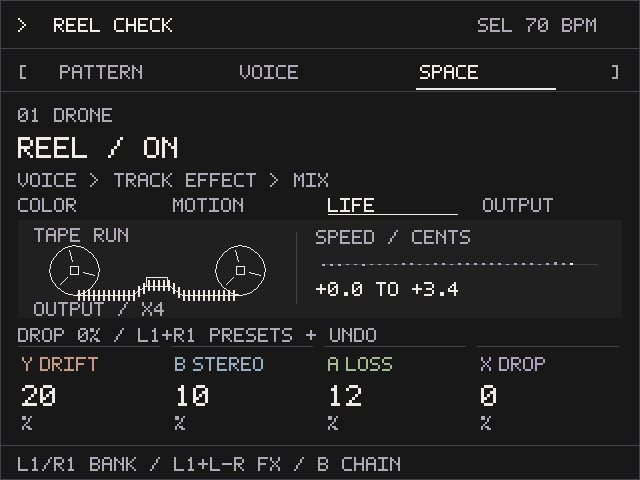 > REEL CHECK SEL 70 BPM
[ PATTERN VOICE SPACE ]
01 DRONE
REEL / ON
VOICE > TRACK EFFECT > MIX
COLOR MOTION LIFE OUTPUT
TAPE RUN SPEED / CENTS
+0.0 TO +3.4
OUTPUT / X4
DROP 0% / L1+R1 PRESETS + UNDO
Y DRIFT B STEREO A LOSS X DROP
20 10 12 0
% % % %
L1/R1 BANK / L1+L-R FX / B CHAIN